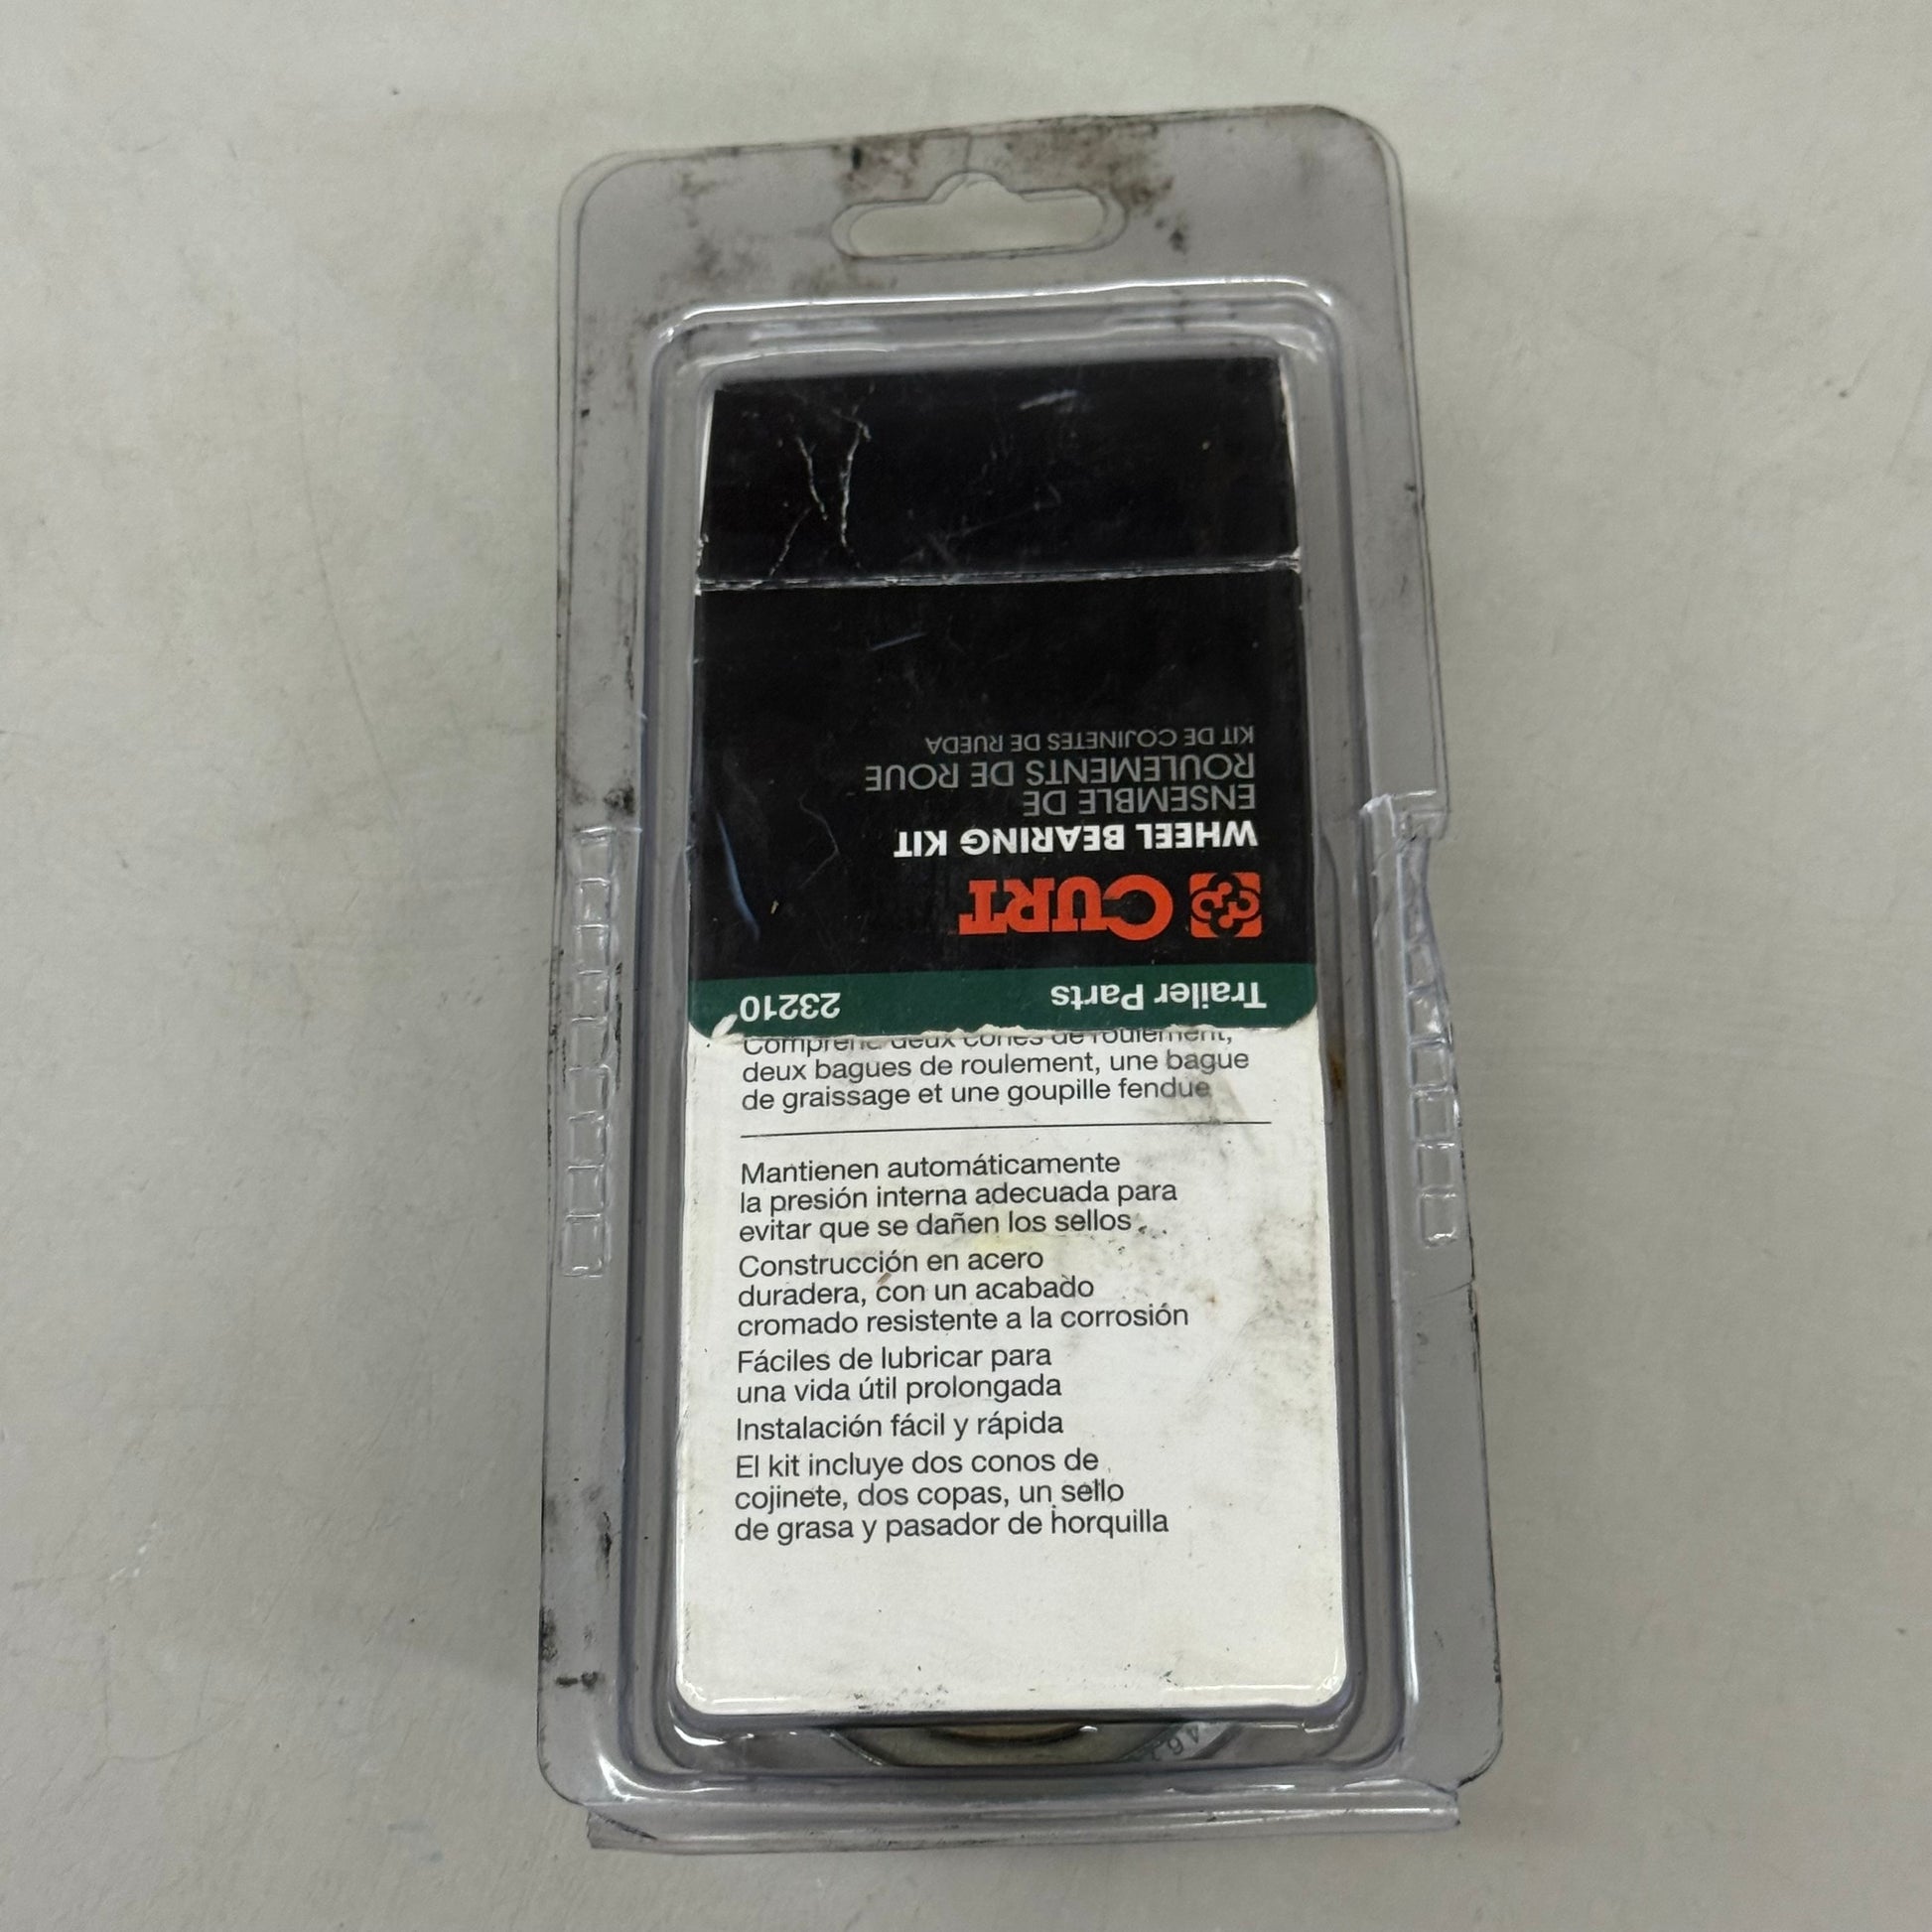 Trailer Parts 23210
CURT
WHEEL BEARING KIT
ENSEMBLE DE
ROULEMENTS DE ROUE
KIT DE COJINETES DE RUEDA
deux cones de roulement,
deux bagues de roulement, une bague
de graissage et une goupille fendue
Mantienen automáticamente
la presión interna adecuada para
evitar que se dañen los sellos
Construcción en acero
duradera, con un acabado
cromado resistente a la corrosión
Fáciles de lubricar para
una vida útil prolongada
Instalación fácil y rápida
El kit incluye dos conos de
cojinete, dos copas, un sello
de grasa y pasador de horquilla